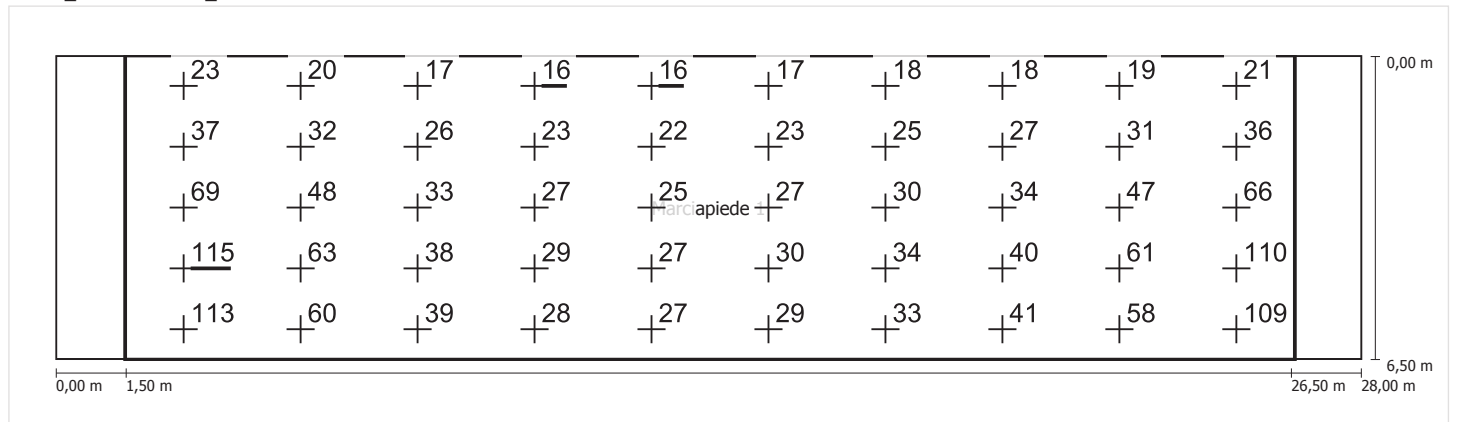 23 20 17 16 16 17 18 18 19 21
0,00 m
37 32 26 23 22 23 25 27 31 36
69 48 33 27 25 27 30 34 47 66
Marciapiede 1
115 63 38 29 27 30 34 40 61 110
113 60 39 28 27 29 33 41 58 109
6,50 m
0,00 m 1,50 m 26,50 m 28,00 m